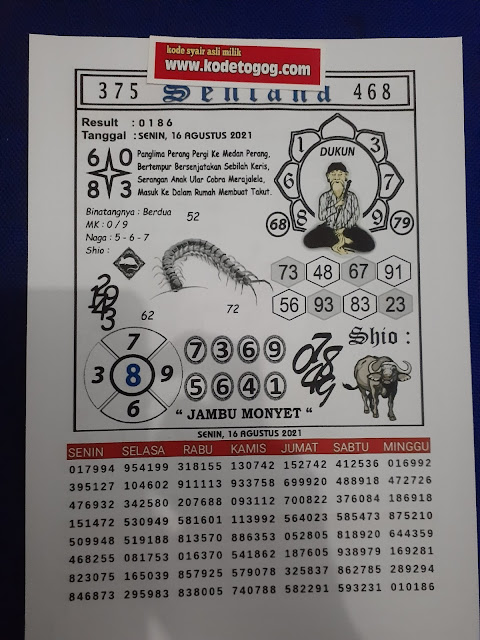 kode syair asli milik
www.kodetogog.com
375 468
Result : 0186
Tanggal : SENIN, 16 AGUSTUS 2021
6 0
8 3
Panglima Perang Pergi Ke Medan Perang,
Bertempur Bersenjatakan Sebilah Keris,
Serangan Anak Ular Cobra Merajalela,
Masuk Ke Dalam Rumah Membuat Takut.
DUKUN
1 3
6 7
8 9
68 79
Binatangnya : Berdua
MK : 0 / 9
Naga : 5 - 6 - 7
Shio :
52
62
72
73 48 67 91
56 93 83 23
7
3 8 9
6
7 3 6 9
5 6 4 1
Shio :
" JAMBU MONYET "
SENIN, 16 AGUSTUS 2021
SENIN SELASA RABU KAMIS JUMAT SABTU MINGGU
017994 954199 318155 130742 152742 412536 016992
395127 104602 911113 933758 699920 488918 472726
476932 342580 207688 093112 700822 376084 186918
151472 530949 581601 113992 564023 585473 875210
509948 519188 813570 886353 052805 818920 644359
468255 081753 016370 541862 187605 938979 169281
823075 165039 857925 579078 325837 862785 289294
846873 295983 838005 740788 582291 593231 010186